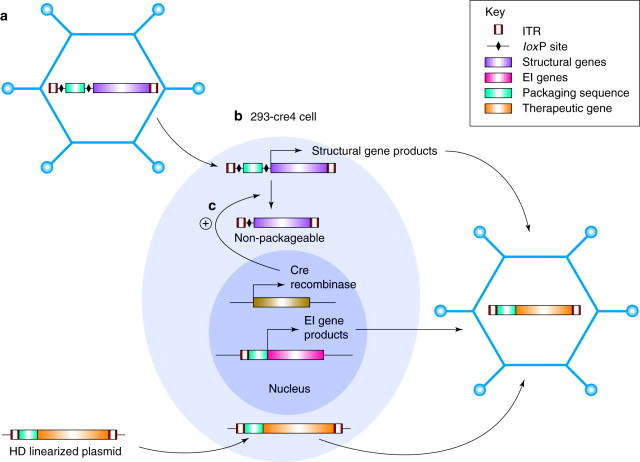 a
Key
ITR
loxP site
Structural genes
EI genes
Packaging sequence
Therapeutic gene
b 293-cre4 cell
Structural gene products
c
+
Non-packageable
Cre
recombinase
EI gene
products
Nucleus
HD linearized plasmid